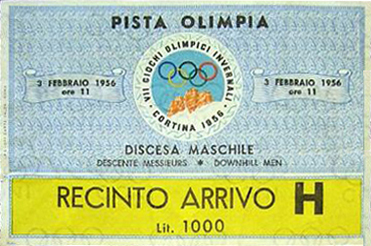 PISTA OLIMPIA
VII GIOCHI OLIMPICI INVERNALI
CORTINA 1956
3 FEBBRAIO 1956
ore 11
3 FEBBRAIO 1956
ore 11
DISCESA MASCHILE
DESCENTE MESSIEURS * DOWNHILL MEN
RECINTO ARRIVO H
Lit. 1000